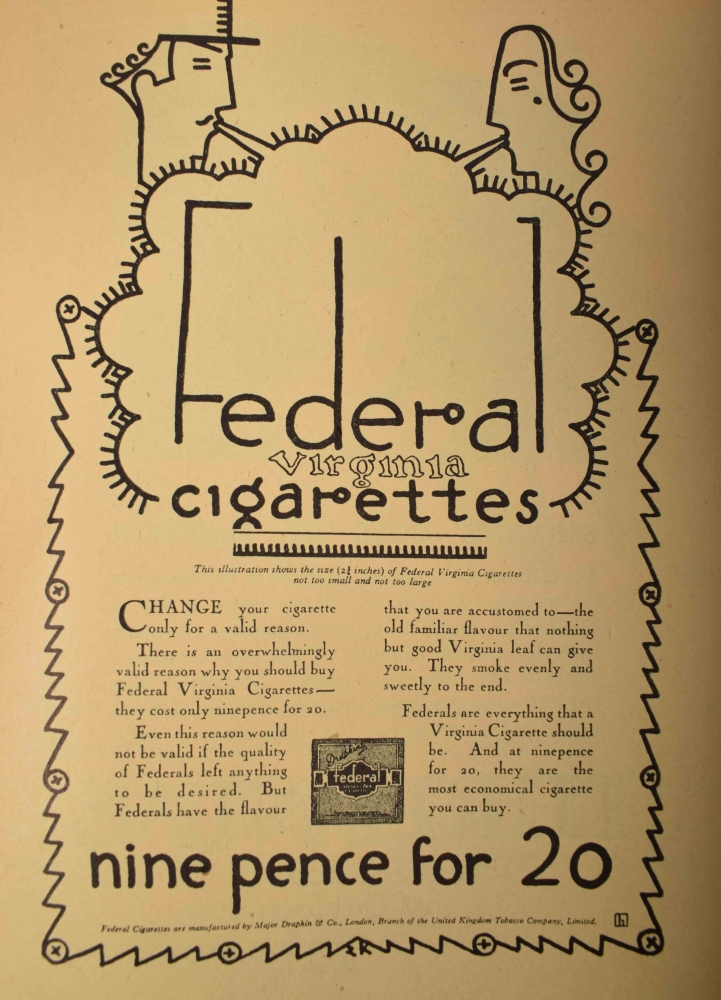 Federal
Virginia
cigarettes
This illustration shows the size (2¾ inches) of Federal Virginia Cigarettes
not too small and not too large
CHANGE your cigarette
only for a valid reason.
There is an overwhelmingly
valid reason why you should buy
Federal Virginia Cigarettes—
they cost only ninepence for 20.
Even this reason would
not be valid if the quality
of Federals left anything
to be desired. But
Federals have the flavour
that you are accustomed to—the
old familiar flavour that nothing
but good Virginia leaf can give
you. They smoke evenly and
sweetly to the end.
Federals are everything that a
Virginia Cigarette should
be. And at ninepence
for 20, they are the
most economical cigarette
you can buy.
Drapkin's
federal
nine pence for 20
Federal Cigarettes are manufactured by Major Drapkin & Co., London, Branch of the United Kingdom Tobacco Company, Limited.
h